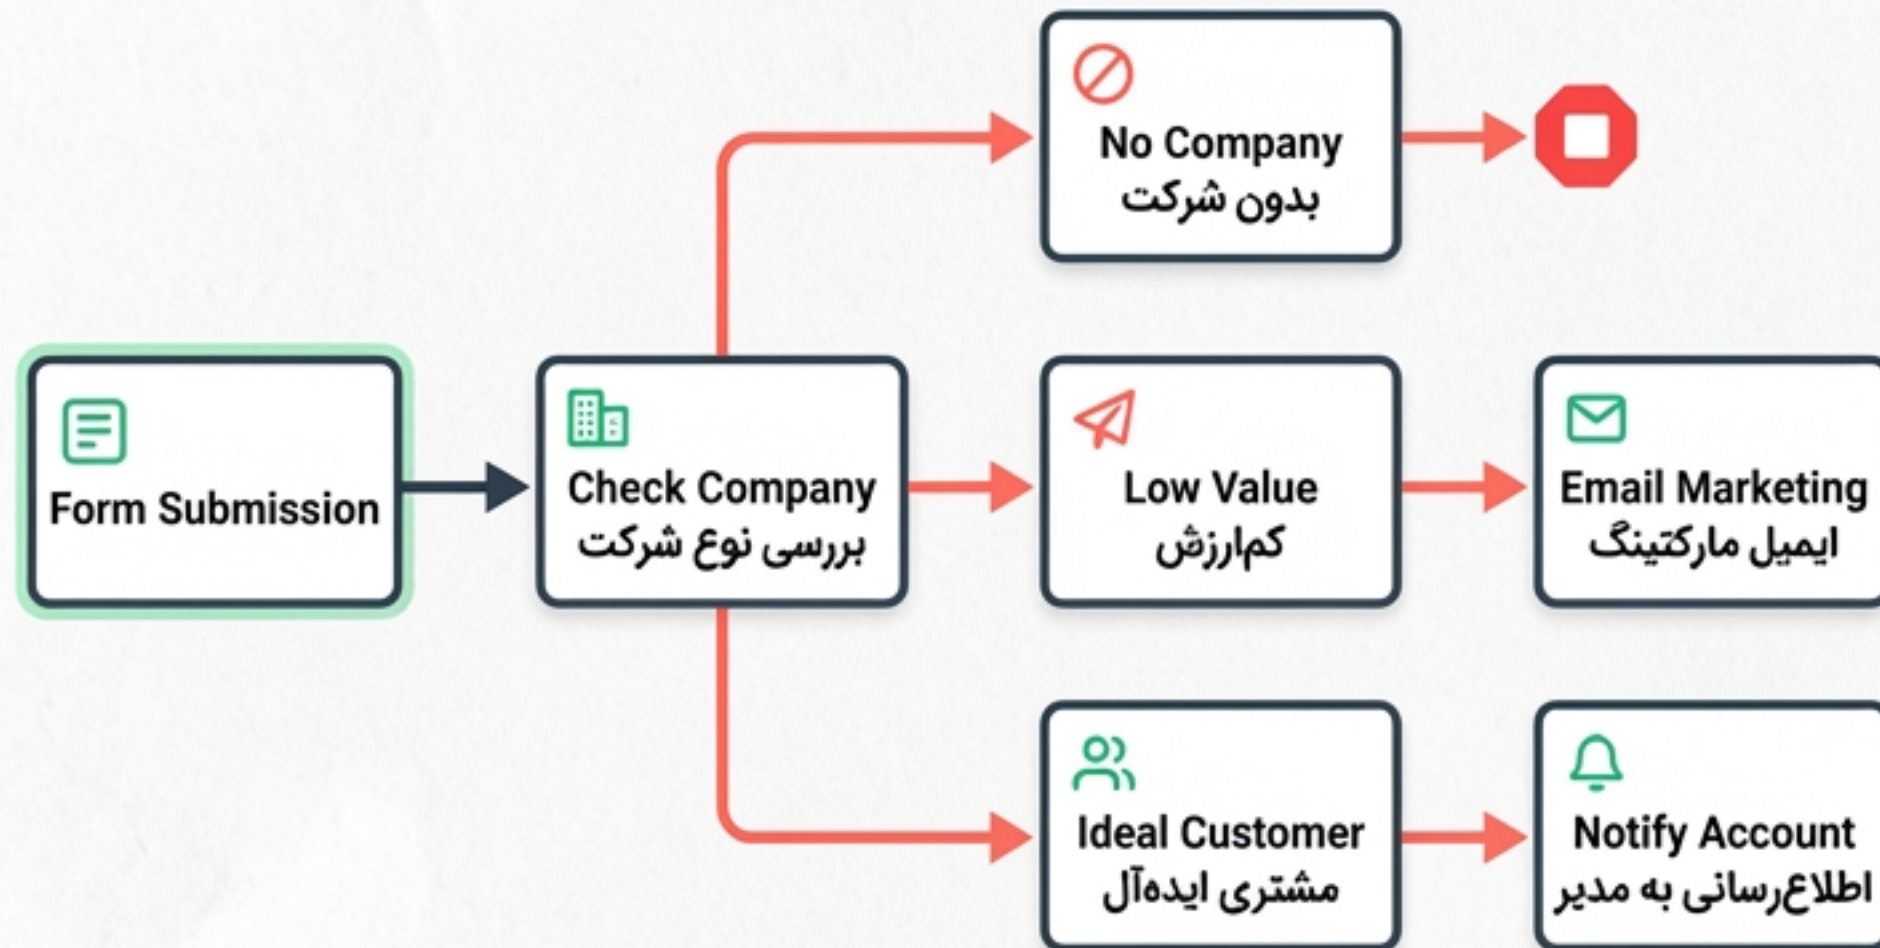 No Company
بدون شرکت
Form Submission
Check Company
بررسی نوع شرکت
Low Value
کم‌ارزش
Email Marketing
ایمیل مارکتینگ
Ideal Customer
مشتری ایده‌آل
Notify Account
اطلاع‌رسانی به مدیر